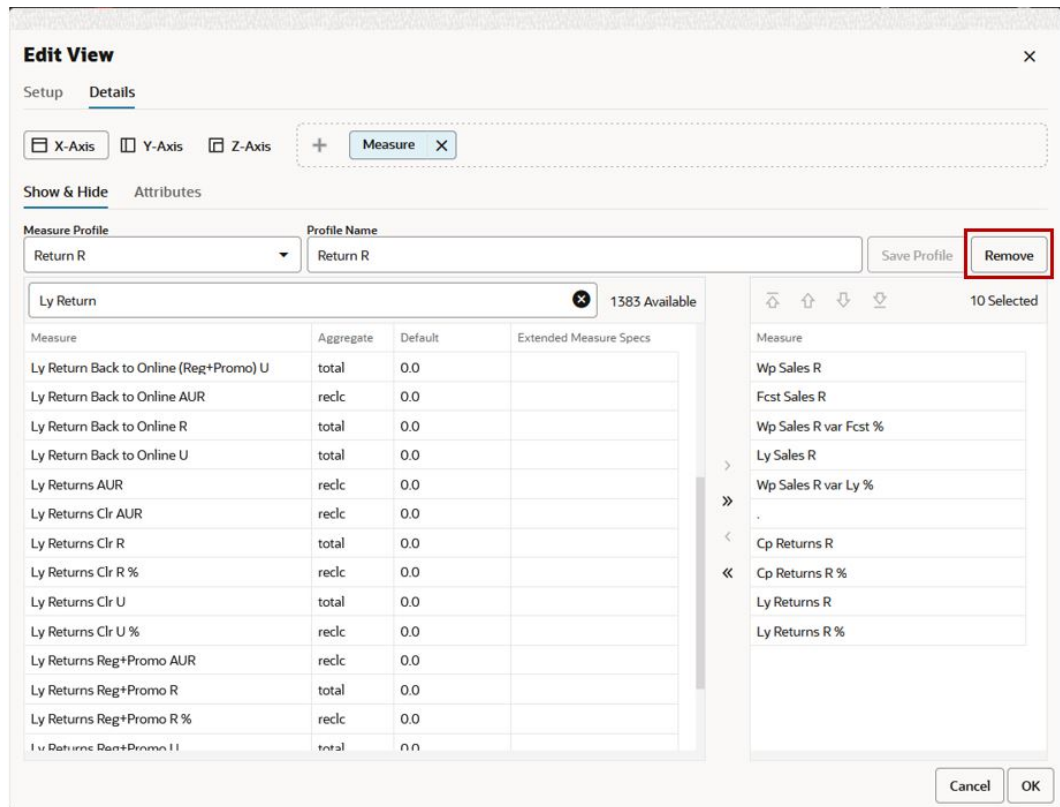 Edit View
Setup Details
X-Axis Y-Axis Z-Axis + Measure X
Show & Hide Attributes
Measure Profile Profile Name
Return R Return R Save Profile Remove
Ly Return 1383 Available 10 Selected
Measure Aggregate Default Extended Measure Specs Measure
Ly Return Back to Online (Reg+Promo) U total 0.0 Wp Sales R
Ly Return Back to Online AUR reclc 0.0 Fcst Sales R
Ly Return Back to Online R total 0.0 Wp Sales R var Fcst %
Ly Return Back to Online U total 0.0 Ly Sales R
Ly Returns AUR reclc 0.0 Wp Sales R var Ly %
Ly Returns Clr AUR reclc 0.0 .
Ly Returns Clr R total 0.0 Cp Returns R
Ly Returns Clr R % reclc 0.0 Cp Returns R %
Ly Returns Clr U total 0.0 Ly Returns R
Ly Returns Clr U % reclc 0.0 Ly Returns R %
Ly Returns Reg+Promo AUR reclc 0.0
Ly Returns Reg+Promo R total 0.0
Ly Returns Reg+Promo R % reclc 0.0
Ly Returns Reg+Promo U total 0.0
Cancel OK